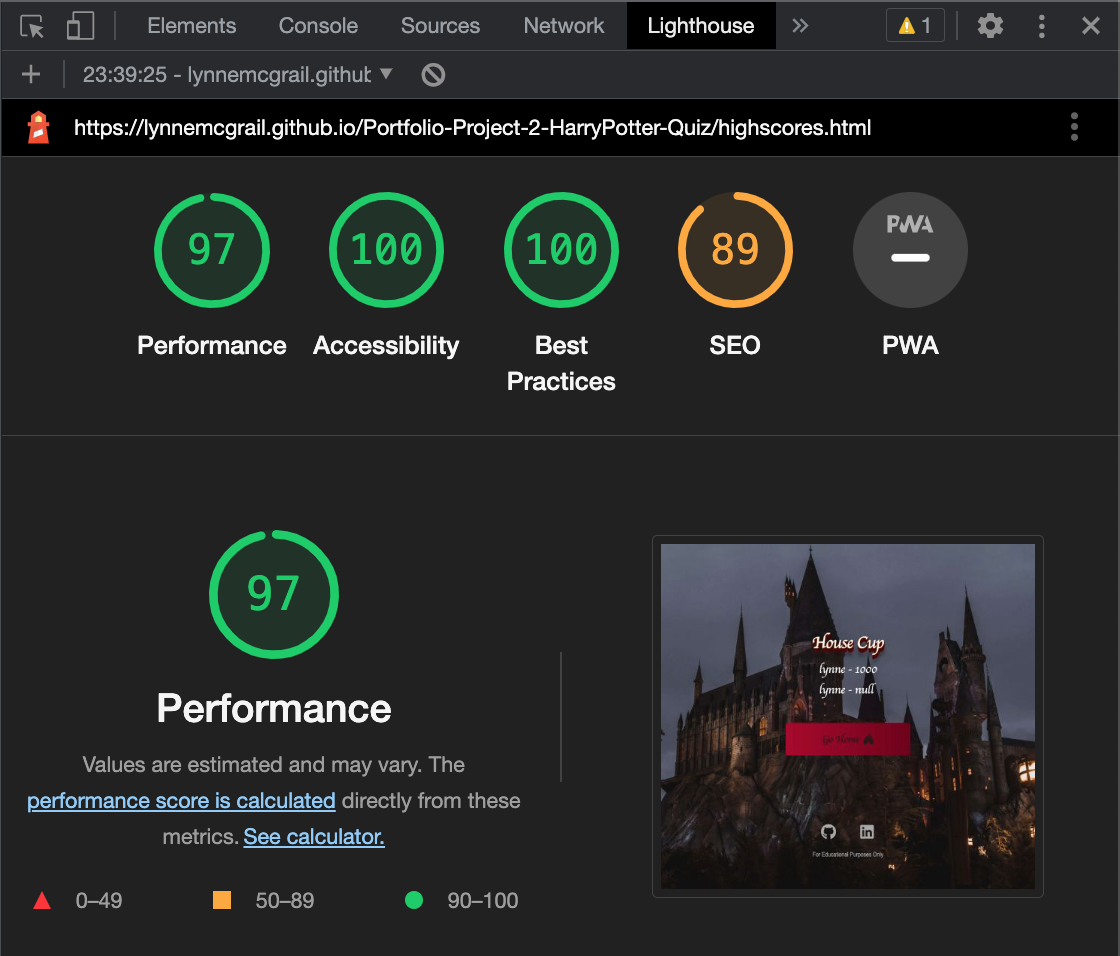 Elements Console Sources Network Lighthouse 1
23:39:25 - lynnemcgrail.github
https://lynnemcgrail.github.io/Portfolio-Project-2-HarryPotter-Quiz/highscores.html
97 100 100 89 PWA
Performance Accessibility Best Practices SEO PWA
97
Performance
Values are estimated and may vary. The
performance score is calculated directly from these
metrics. See calculator.
0–49 50–89 90–100
House Cup
lynne - 1000
lynne - null
Go Home
For Educational Purposes Only